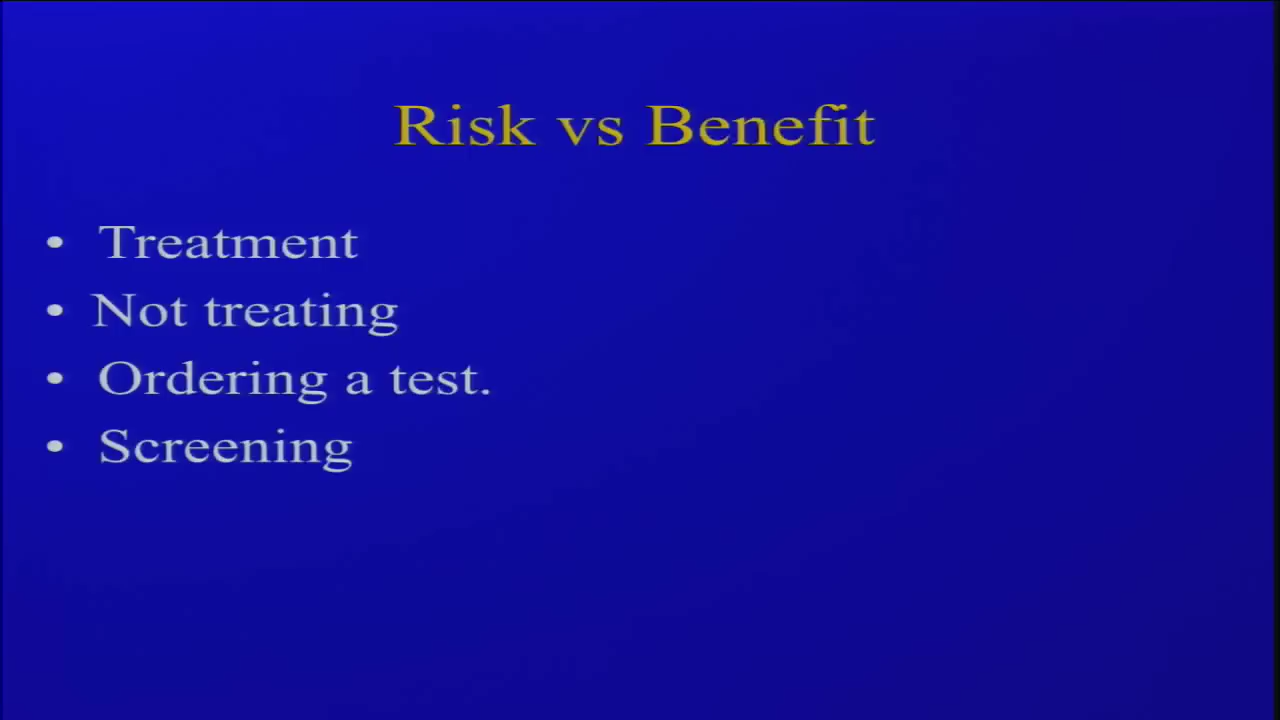 Risk vs Benefit
• Treatment
• Not treating
• Ordering a test.
• Screening